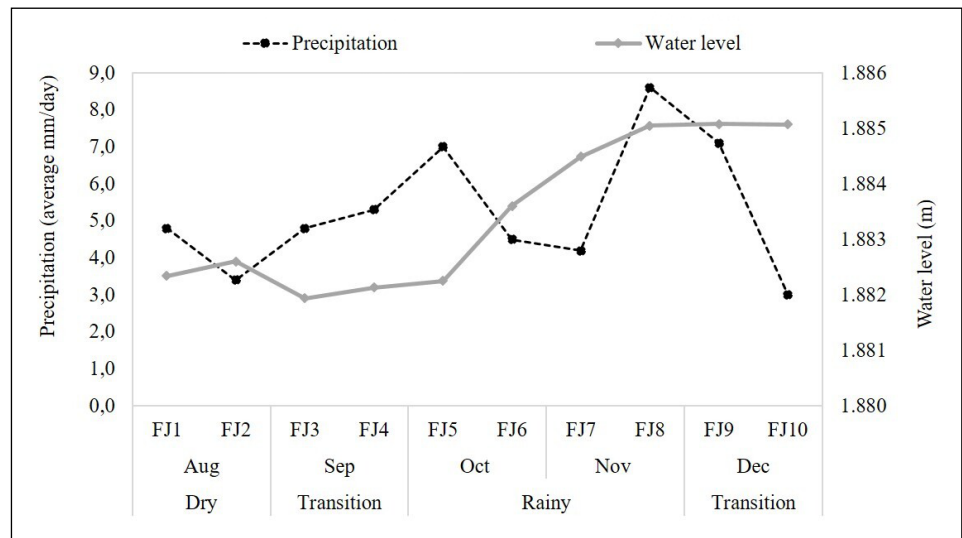 Precipitation Water level
Precipitation (average mm/day)
9,0
8,0
7,0
6,0
5,0
4,0
3,0
2,0
1,0
0,0
1.886
1.885
1.884
1.883
1.882
1.881
1.880
Water level (m)
FJ1 FJ2 FJ3 FJ4 FJ5 FJ6 FJ7 FJ8 FJ9 FJ10
Aug Sep Oct Nov Dec
Dry Transition Rainy Transition